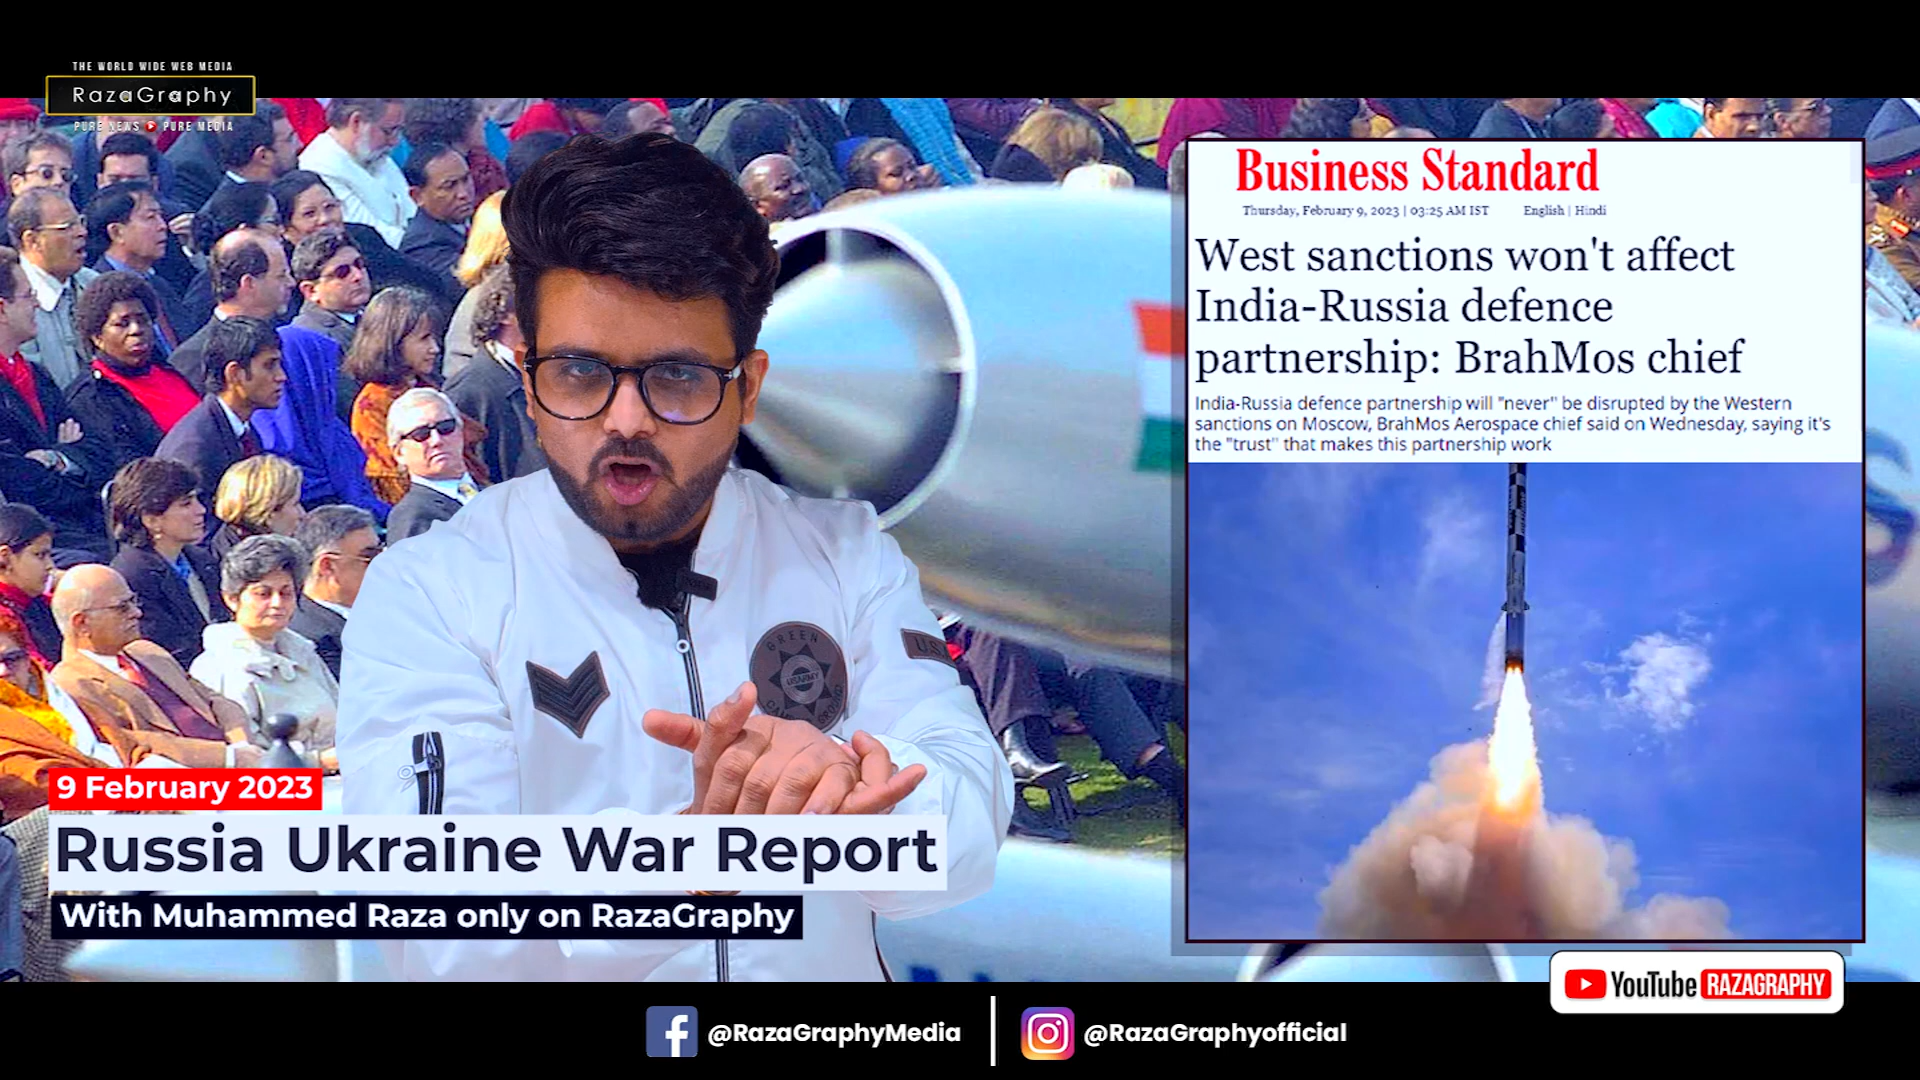 THE WORLD WIDE WEB MEDIA
RazaGraphy
PURE NEWS PURE MEDIA
Business Standard
Thursday, February 9, 2023 | 03:25 AM IST English | Hindi
West sanctions won't affect
India-Russia defence
partnership: BrahMos chief
India-Russia defence partnership will "never" be disrupted by the Western
sanctions on Moscow, BrahMos Aerospace chief said on Wednesday, saying it's
the "trust" that makes this partnership work
GREEN
USARMY
9 February 2023
Russia Ukraine War Report
With Muhammed Raza only on RazaGraphy
YouTube RAZAGRAPHY
@RazaGraphyMedia
@RazaGraphyofficial